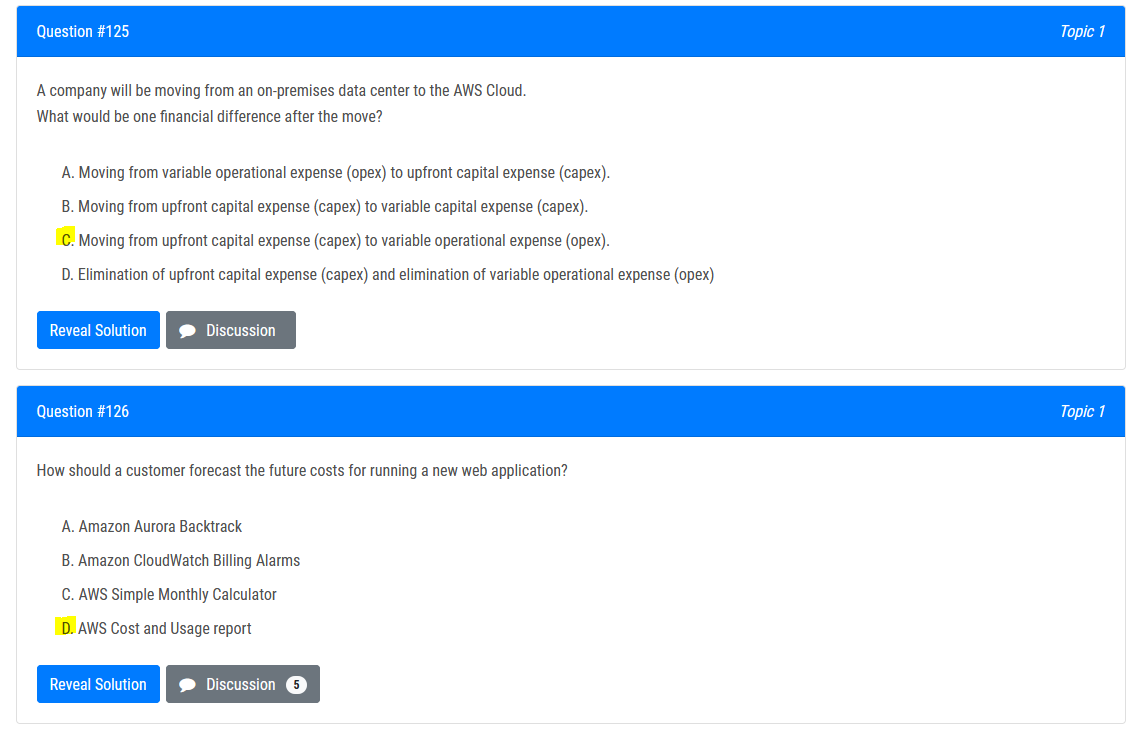 Question #125
Topic 1
A company will be moving from an on-premises data center to the AWS Cloud.
What would be one financial difference after the move?
A. Moving from variable operational expense (opex) to upfront capital expense (capex).
B. Moving from upfront capital expense (capex) to variable capital expense (capex).
C. Moving from upfront capital expense (capex) to variable operational expense (opex).
D. Elimination of upfront capital expense (capex) and elimination of variable operational expense (opex)
Reveal Solution
Discussion
Question #126
Topic 1
How should a customer forecast the future costs for running a new web application?
A. Amazon Aurora Backtrack
B. Amazon CloudWatch Billing Alarms
C. AWS Simple Monthly Calculator
D. AWS Cost and Usage report
Reveal Solution
Discussion 5